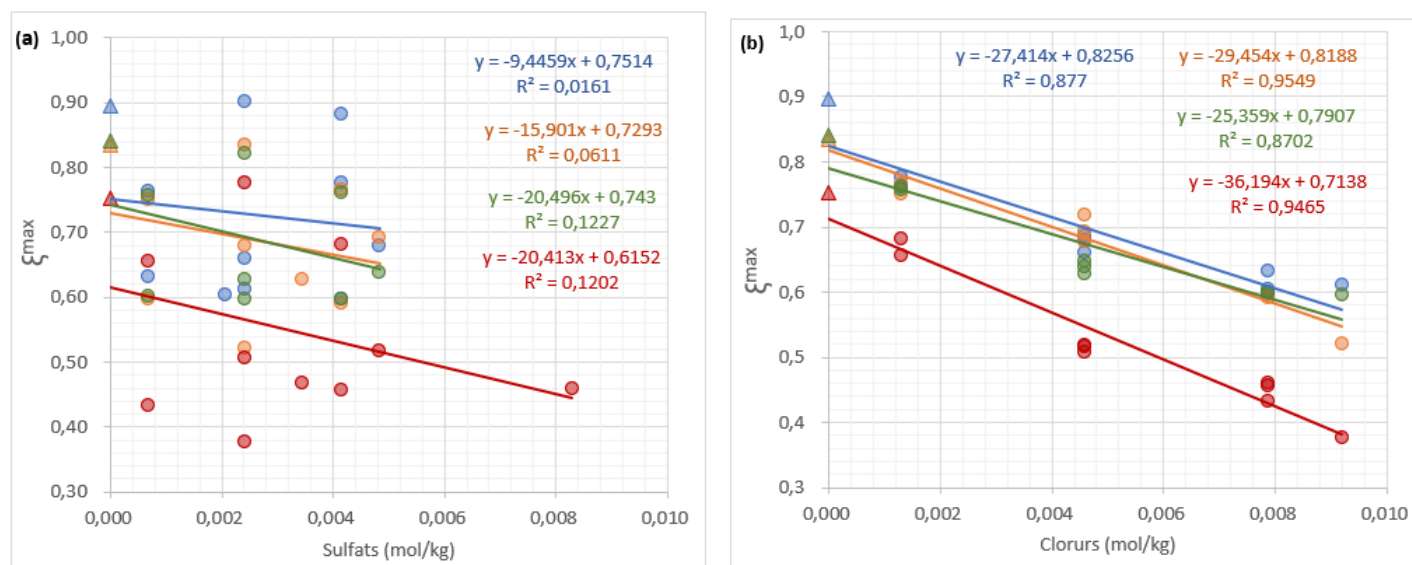 (a)
1,00
0,90
0,80
0,70
0,60
0,50
0,40
0,30
ξmax
y = -9,4459x + 0,7514
R² = 0,0161
y = -15,901x + 0,7293
R² = 0,0611
y = -20,496x + 0,743
R² = 0,1227
y = -20,413x + 0,6152
R² = 0,1202
0,000 0,002 0,004 0,006 0,008 0,010
Sulfats (mol/kg)
(b)
1,0
0,9
0,8
0,7
0,6
0,5
0,4
0,3
ξmax
y = -27,414x + 0,8256
R² = 0,877
y = -29,454x + 0,8188
R² = 0,9549
y = -25,359x + 0,7907
R² = 0,8702
y = -36,194x + 0,7138
R² = 0,9465
0,000 0,002 0,004 0,006 0,008 0,010
Clorurs (mol/kg)